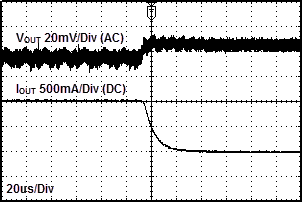 VOUT 20mV/Div (AC)
IOUT 500mA/Div (DC)
20us/Div